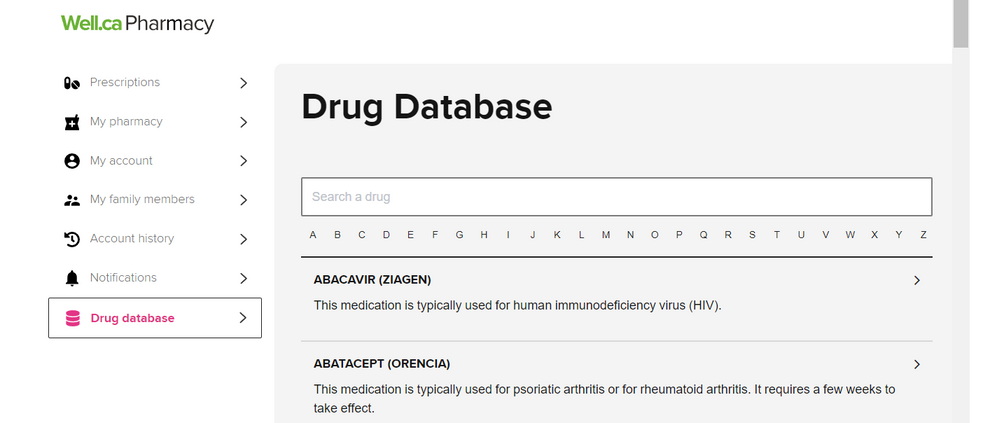 Well.ca Pharmacy
Prescriptions
My pharmacy
My account
My family members
Account history
Notifications
Drug database
Drug Database
Search a drug
A B C D E F G H I J K L M N O P Q R S T U V W X Y Z
ABACAVIR (ZIAGEN)
This medication is typically used for human immunodeficiency virus (HIV).
ABATACEPT (ORENCIA)
This medication is typically used for psoriatic arthritis or for rheumatoid arthritis. It requires a few weeks to
take effect.